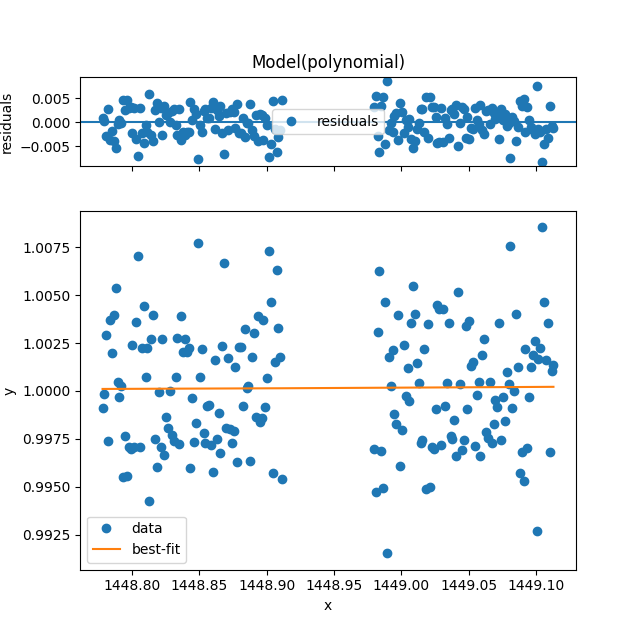 Model(polynomial)
0.005
0.000
−0.005
residuals
residuals
1.0075
1.0050
1.0025
1.0000
0.9975
0.9950
0.9925
y
data
best-fit
1448.80 1448.85 1448.90 1448.95 1449.00 1449.05 1449.10
x